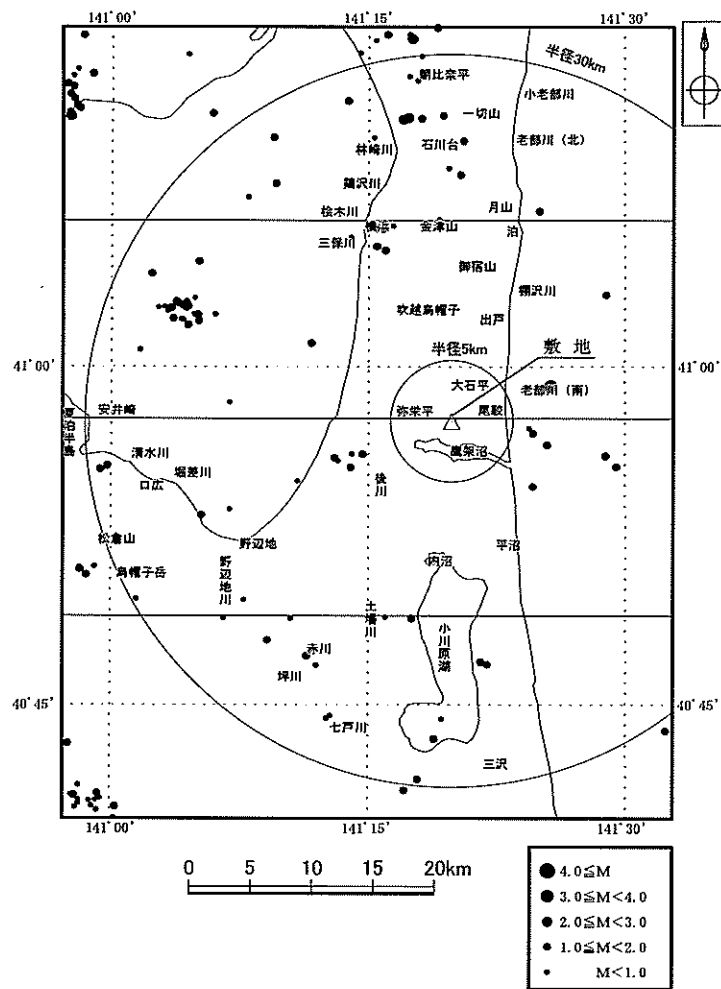 141°00′ 141°15′ 141°30′
半径30km
朝比奈平
小老部川
一切山
林崎川 石川台 老部川（北）
鶏沢川
桧木川 月山
横浜 金津山 泊
三保川
御宿山
棚沢川
吹越烏帽子
出戸
半径5km 敷地
41°00′ 41°00′
大石平 老部川（南）
安井崎 弥栄平 尾駮
夏泊半島
清水川 鷹架沼
堀差川 後川
口広
松倉山 野辺地 平沼
内沼
烏帽子岳 野辺地川
土場川 小川原湖
赤川
坪川
40°45′ 40°45′
七戸川
三沢
141°00′ 141°15′ 141°30′
0 5 10 15 20km
4.0≦M
3.0≦M<4.0
2.0≦M<3.0
1.0≦M<2.0
M<1.0